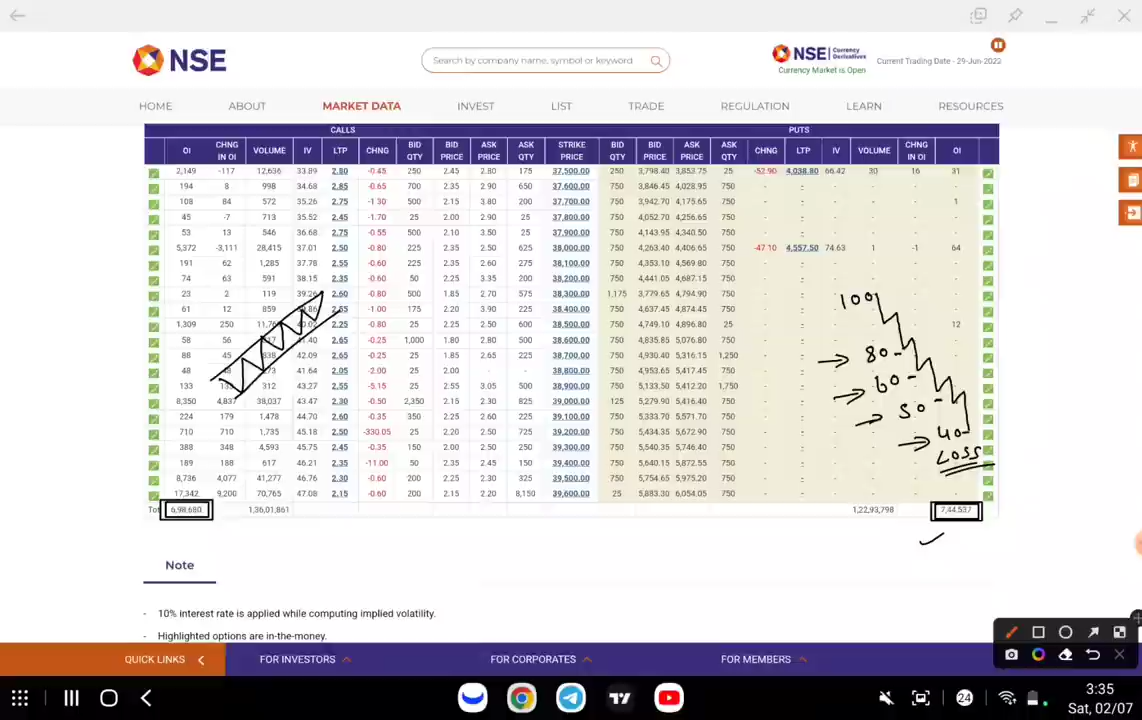 NSE
Search by company name, symbol or keyword
NSE Currency Derivatives
Currency Market is Open
Current Trading Date - 29-Jun-2022
HOME ABOUT MARKET DATA INVEST LIST TRADE REGULATION LEARN RESOURCES
CALLS PUTS
OI CHNG IN OI VOLUME IV LTP CHNG BID QTY BID PRICE ASK PRICE ASK QTY STRIKE PRICE BID QTY BID PRICE ASK PRICE ASK QTY CHNG LTP IV VOLUME CHNG IN OI OI
2,149 -117 12,636 33.89 2.80 -0.45 250 2.45 2.80 175 37,500.00 250 3,798.40 3,853.75 25 -52.90 4,038.80 66.42 30 16 31
194 8 998 34.68 2.85 -0.65 700 2.35 2.90 65 37,600.00 750 3,846.45 4,028.95 750 - - - - - -
108 84 572 35.26 2.75 -1.30 500 2.15 3.80 200 37,700.00 750 3,942.70 4,175.65 750 - - - - - 1
45 -7 713 35.52 2.45 -1.70 25 2.00 2.90 25 37,800.00 750 4,052.70 4,256.65 750 - - - - - -
53 13 546 36.68 2.75 -0.55 500 2.10 3.50 25 37,900.00 750 4,143.95 4,340.50 750 - - - - - -
5,372 -3,111 28,415 37.01 2.50 -0.80 225 2.35 2.50 625 38,000.00 750 4,263.40 4,406.65 750 -47.10 4,557.50 74.63 1 -1 64
191 62 1,285 37.78 2.55 -0.60 225 2.35 2.60 275 38,100.00 750 4,353.10 4,569.80 750 - - - - - -
74 63 591 38.15 2.35 -0.60 50 2.25 3.35 200 38,200.00 750 4,441.05 4,687.15 750 - - - - -
23 2 119 39.26 2.60 -0.80 500 1.85 2.70 575 38,300.00 1,175 3,779.65 4,794.90 750 - - - -
61 12 859 2.55 -1.00 175 2.20 3.90 225 38,400.00 750 4,637.45 4,874.45 750 - - - -
1,309 250 2.25 -0.80 25 2.25 2.50 600 38,500.00 750 4,749.10 4,896.80 25 - - - - 12
58 56 2.65 -0.25 1,000 1.80 2.80 500 38,600.00 750 4,835.85 5,076.80 750 - - -
88 45 42.09 2.65 -0.25 25 1.85 2.65 225 38,700.00 750 4,930.40 5,316.15 1,250 - - -
48 41.64 2.05 -2.00 25 2.00 - - 38,800.00 750 4,953.65 5,417.45 750 - - -
133 312 43.27 2.55 -5.15 25 2.55 3.05 500 38,900.00 750 5,133.50 5,412.20 1,750 - - -
8,350 4,837 38,037 43.47 2.30 -0.50 2,350 2.15 2.30 825 39,000.00 125 5,279.90 5,416.40 750 - - -
224 179 1,478 44.70 2.60 -0.35 350 2.25 2.60 225 39,100.00 750 5,333.70 5,571.70 750 - - -
710 710 1,735 45.18 2.50 -330.05 25 2.20 2.50 725 39,200.00 750 5,434.35 5,672.90 750 - - -
388 348 4,593 45.75 2.45 -0.35 150 2.00 2.50 250 39,300.00 750 5,540.35 5,746.40 750 - - -
189 188 617 46.21 2.35 -11.00 50 2.35 2.45 150 39,400.00 750 5,640.15 5,872.55 750 - - - -
8,736 4,077 41,277 46.76 2.30 -0.60 200 2.25 2.30 325 39,500.00 750 5,754.65 5,975.20 750 - - - - - -
17,342 9,200 70,765 47.08 2.15 -0.60 200 2.15 2.20 8,150 39,600.00 25 5,883.30 6,054.05 750 - - - - - -
Tot 6,98,680 1,36,01,861 1,22,93,798 7,44,537
100
80
60
50
40
LOSS
Note
- 10% interest rate is applied while computing implied volatility.
- Highlighted options are in-the-money.
QUICK LINKS FOR INVESTORS FOR CORPORATES FOR MEMBERS
24
3:35
Sat, 02/07